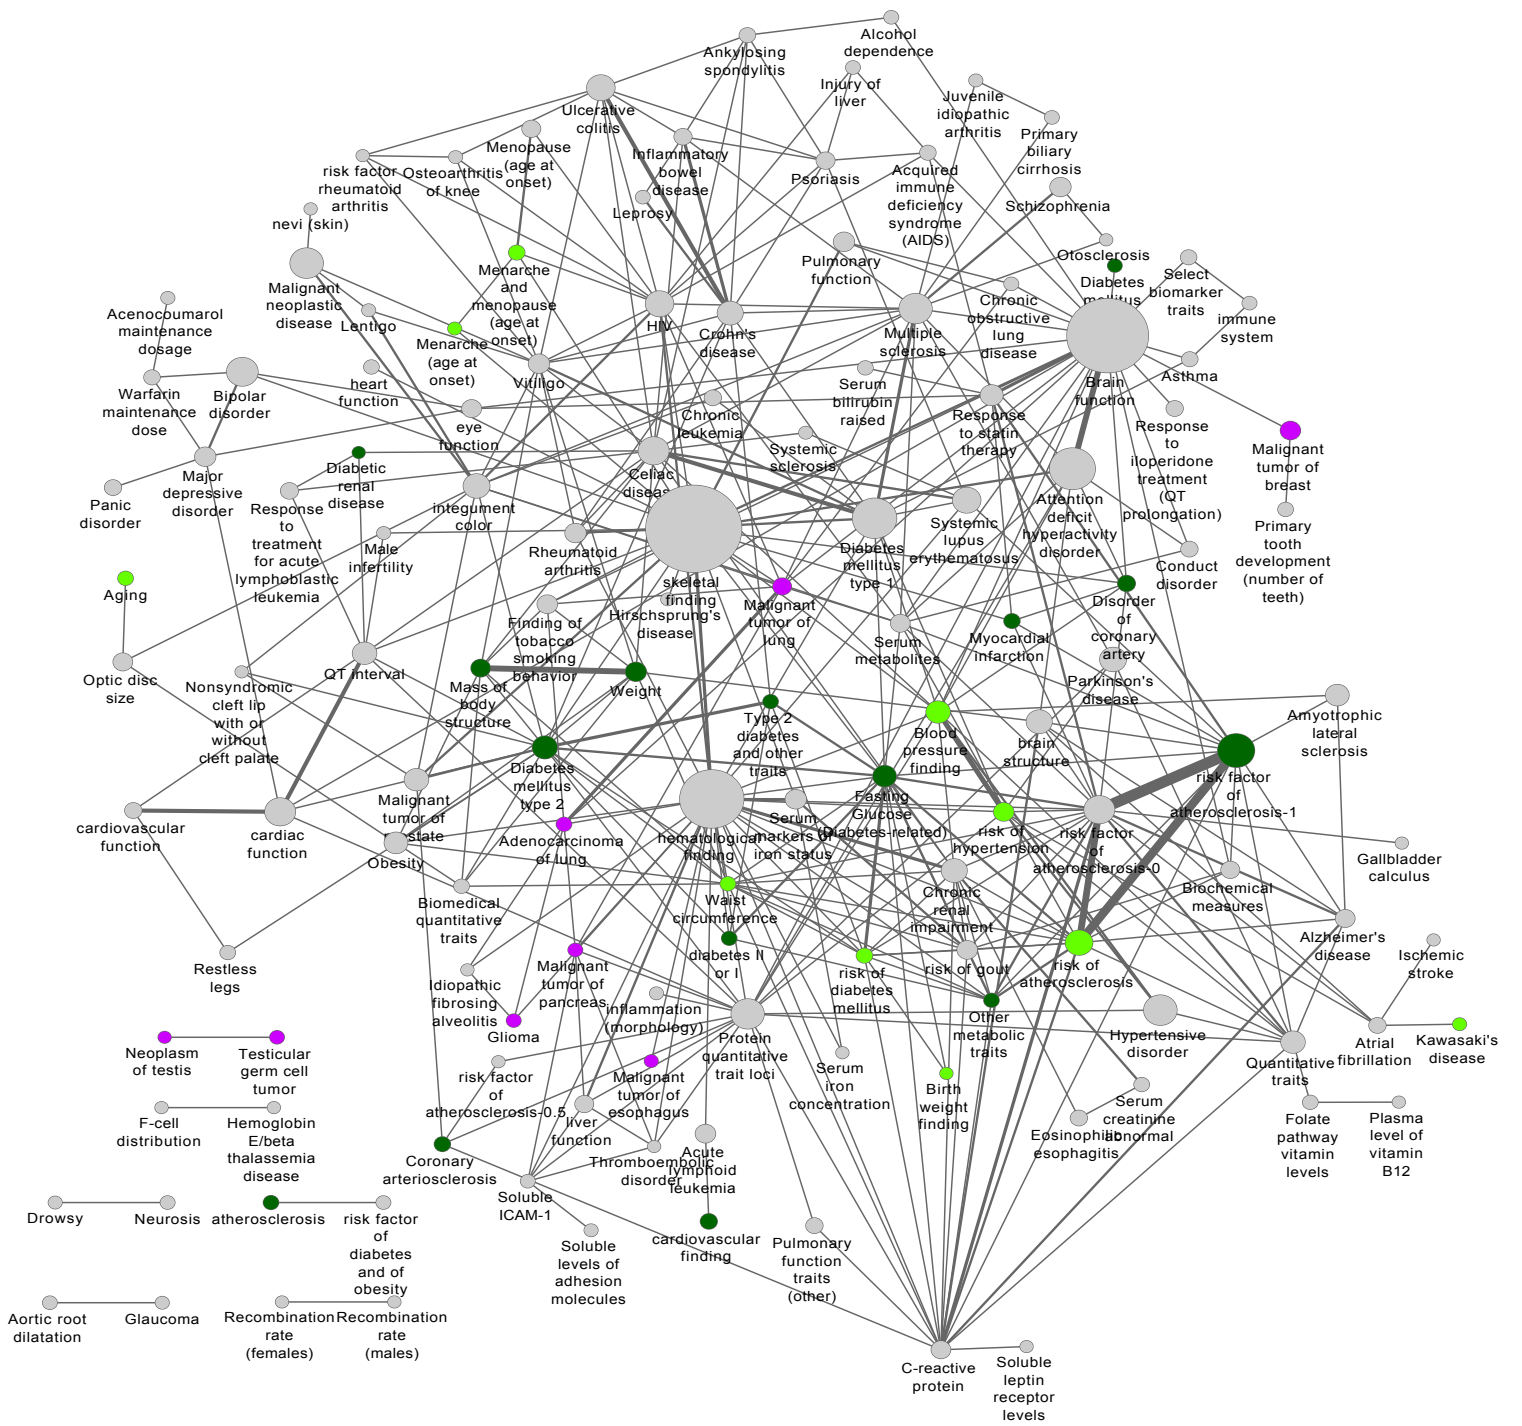 Alcohol
dependence
Ankylosing
spondylitis
Injury of
liver
Juvenile
idiopathic
arthritis
Ulcerative
colitis
Primary
biliary
cirrhosis
Menopause
(age at
onset)
Inflammatory
bowel
disease
Psoriasis
Acquired
immune
deficiency
syndrome
(AIDS)
risk factor
rheumatoid
arthritis
Osteoarthritis
of knee
Leprosy
Schizophrenia
nevi (skin)
Otosclerosis
Pulmonary
function
Menarche
and
menopause
(age at
onset)
Diabetes
mellitus
Select
biomarker
traits
Malignant
neoplastic
disease
Chronic
obstructive
lung
disease
Acenocoumarol
maintenance
dosage
Lentigo
HIV
Crohn's
disease
Multiple
sclerosis
immune
system
Menarche
(age at
onset)
Vitiligo
Brain
function
Asthma
heart
function
Serum
bilirubin
raised
Warfarin
maintenance
dose
Bipolar
disorder
Chronic
leukemia
Response
to statin
therapy
Response
to
iloperidone
treatment
(QT
prolongation)
eye
function
Systemic
sclerosis
Malignant
tumor of
breast
Major
depressive
disorder
Diabetic
renal
disease
Celiac
disease
Panic
disorder
Response
to
treatment
for acute
lymphoblastic
leukemia
integument
color
Attention
deficit
hyperactivity
disorder
Systemic
lupus
erythematosus
Primary
tooth
development
(number of
teeth)
Male
infertility
Rheumatoid
arthritis
Diabetes
mellitus
type 1
Conduct
disorder
skeletal
finding
Aging
Hirschsprung's
disease
Malignant
tumor of
lung
Disorder
of
coronary
artery
Finding of
tobacco
smoking
behavior
Myocardial
infarction
Serum
metabolites
Optic disc
size
QT interval
Nonsyndromic
cleft lip
with or
without
cleft palate
Mass of
body
structure
Weight
Parkinson's
disease
Type 2
diabetes
and other
traits
Blood
pressure
finding
brain
structure
Amyotrophic
lateral
sclerosis
Diabetes
mellitus
type 2
risk factor
of
atherosclerosis-1
Malignant
tumor of
Fasting
Glucose
(Diabetes-related)
cardiovascular
function
cardiac
function
Adenocarcinoma
of lung
hematological
finding
Serum
markers of
iron status
risk of
hypertension
risk factor
of
atherosclerosis-0
Obesity
Gallbladder
calculus
Biomedical
quantitative
traits
Waist
circumference
Chronic
renal
impairment
Biochemical
measures
Restless
legs
diabetes II
or I
Alzheimer's
disease
Idiopathic
fibrosing
alveolitis
Malignant
tumor of
pancreas
risk of
diabetes
mellitus
risk of gout
risk of
atherosclerosis
Ischemic
stroke
inflammation
(morphology)
Other
metabolic
traits
Glioma
Protein
quantitative
trait loci
Hypertensive
disorder
Atrial
fibrillation
Kawasaki's
disease
Neoplasm
of testis
Testicular
germ cell
tumor
Quantitative
traits
risk factor
of
atherosclerosis-0.5
Malignant
tumor of
esophagus
Serum
iron
concentration
Birth
weight
finding
Serum
creatinine
abnormal
F-cell
distribution
Hemoglobin
E/beta
thalassemia
disease
liver
function
Eosinophilic
esophagitis
Folate
pathway
vitamin
levels
Plasma
level of
vitamin
B12
Coronary
arteriosclerosis
Thromboembolic
disorder
Acute
lymphoid
leukemia
Soluble
ICAM-1
Drowsy
Neurosis
atherosclerosis
risk factor
of
diabetes
and of
obesity
Soluble
levels of
adhesion
molecules
cardiovascular
finding
Pulmonary
function
traits
(other)
Aortic root
dilatation
Glaucoma
Recombination
rate
(females)
Recombination
rate
(males)
C-reactive
protein
Soluble
leptin
receptor
levels